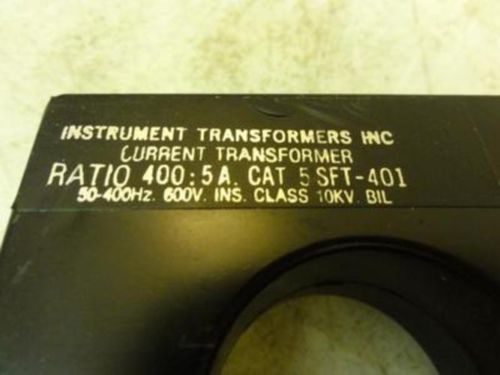 INSTRUMENT TRANSFORMERS INC
CURRENT TRANSFORMER
RATIO 400:5A. CAT 5SFT-401
50-400Hz. 600V. INS. CLASS 10KV. BIL